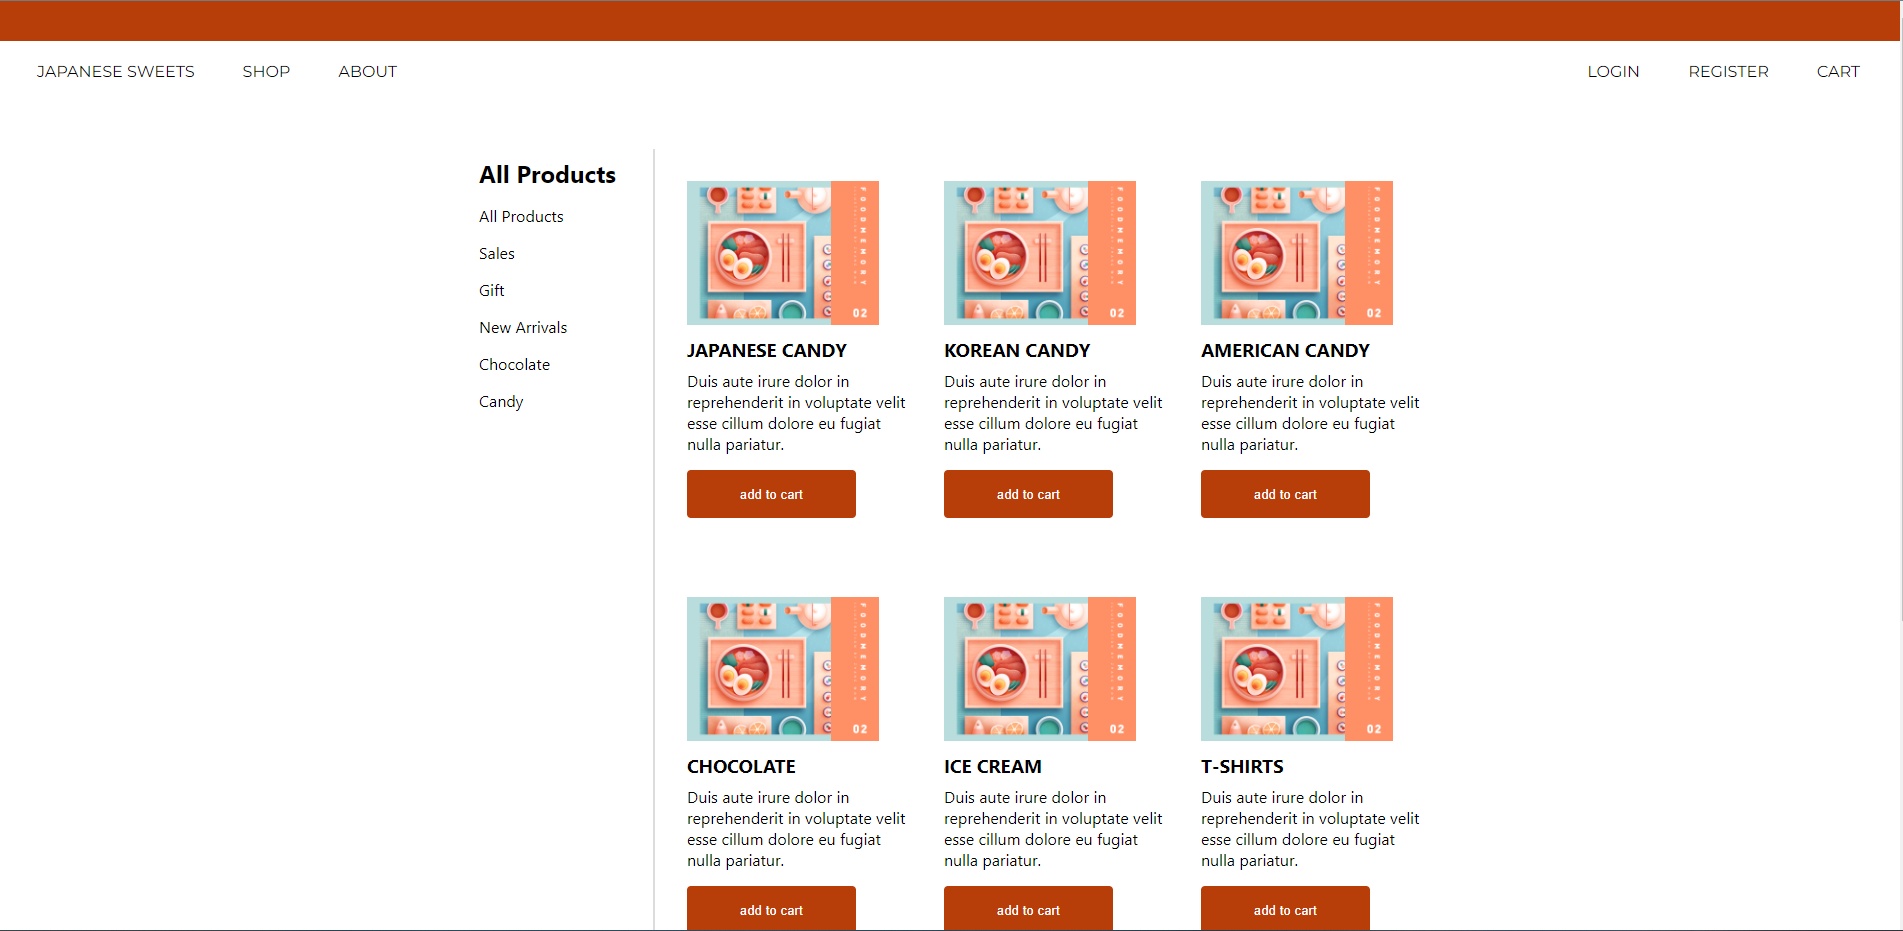 JAPANESE SWEETS SHOP ABOUT LOGIN REGISTER CART
All Products
All Products
Sales
Gift
New Arrivals
Chocolate
Candy
FOODMEMORY
02
JAPANESE CANDY
Duis aute irure dolor in
reprehenderit in voluptate velit
esse cillum dolore eu fugiat
nulla pariatur.
add to cart
FOODMEMORY
02
KOREAN CANDY
Duis aute irure dolor in
reprehenderit in voluptate velit
esse cillum dolore eu fugiat
nulla pariatur.
add to cart
FOODMEMORY
02
AMERICAN CANDY
Duis aute irure dolor in
reprehenderit in voluptate velit
esse cillum dolore eu fugiat
nulla pariatur.
add to cart
FOODMEMORY
02
CHOCOLATE
Duis aute irure dolor in
reprehenderit in voluptate velit
esse cillum dolore eu fugiat
nulla pariatur.
add to cart
FOODMEMORY
02
ICE CREAM
Duis aute irure dolor in
reprehenderit in voluptate velit
esse cillum dolore eu fugiat
nulla pariatur.
add to cart
FOODMEMORY
02
T-SHIRTS
Duis aute irure dolor in
reprehenderit in voluptate velit
esse cillum dolore eu fugiat
nulla pariatur.
add to cart